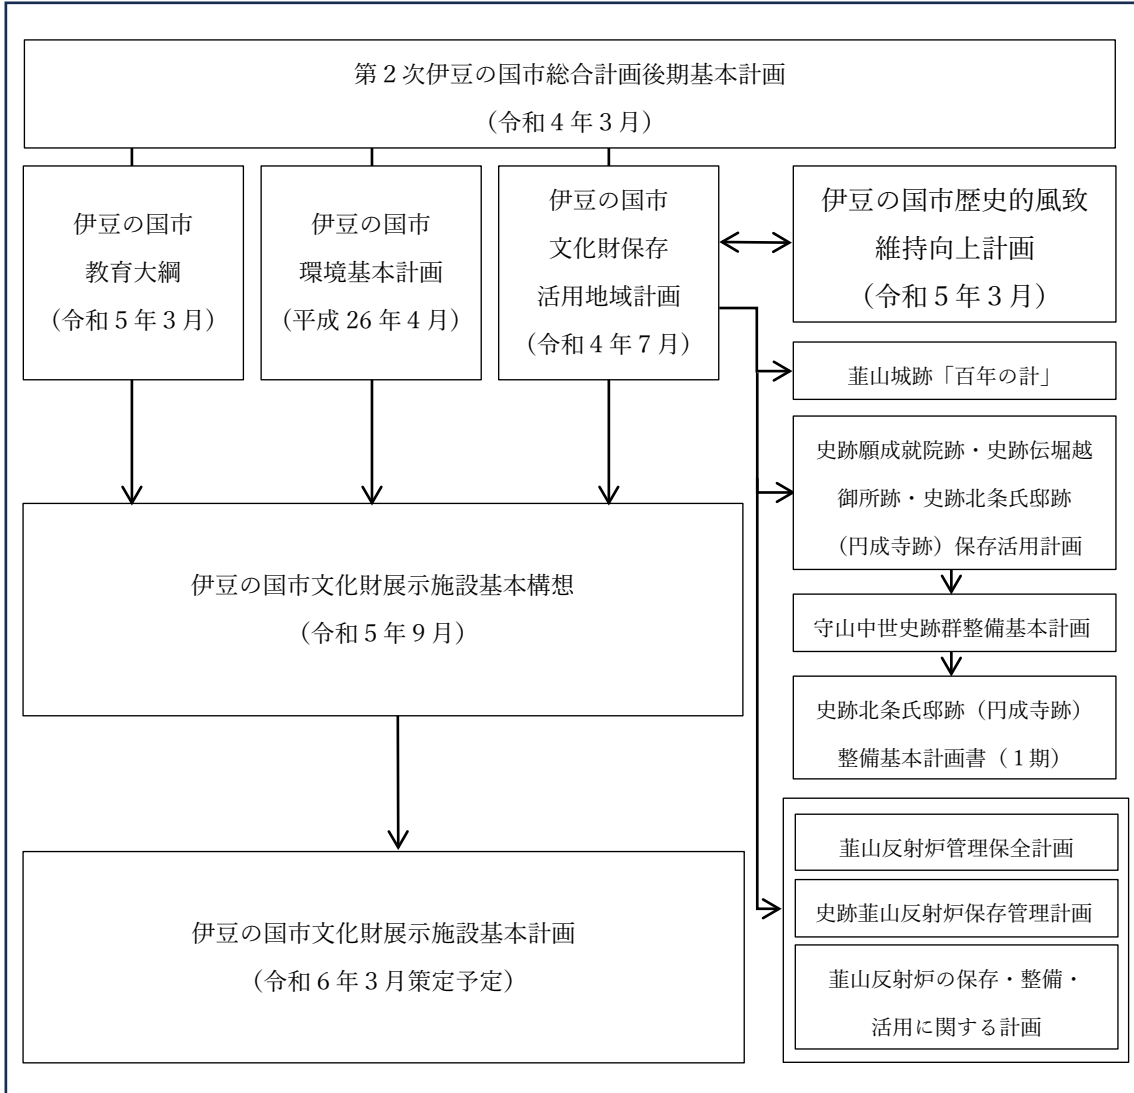 第２次伊豆の国市総合計画後期基本計画
（令和４年３月）
伊豆の国市
教育大綱
（令和５年３月）
伊豆の国市
環境基本計画
（平成 26 年４月）
伊豆の国市
文化財保存
活用地域計画
（令和４年７月）
伊豆の国市歴史的風致
維持向上計画
（令和５年３月）
韮山城跡「百年の計」
史跡願成就院跡・史跡伝堀越
御所跡・史跡北条氏邸跡
（円成寺跡）保存活用計画
守山中世史跡群整備基本計画
史跡北条氏邸跡（円成寺跡）
整備基本計画書（１期）
韮山反射炉管理保全計画
史跡韮山反射炉保存管理計画
韮山反射炉の保存・整備・
活用に関する計画
伊豆の国市文化財展示施設基本構想
（令和５年９月）
伊豆の国市文化財展示施設基本計画
（令和６年３月策定予定）